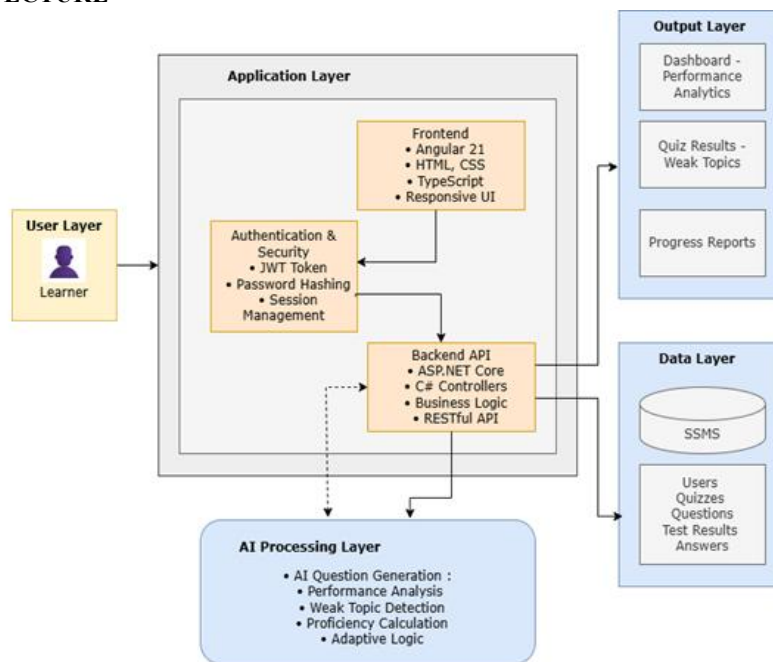 Application Layer
Frontend
• Angular 21
• HTML, CSS
• TypeScript
• Responsive UI
User Layer
Learner
Authentication &
Security
• JWT Token
• Password Hashing
• Session
Management
Backend API
• ASP.NET Core
• C# Controllers
• Business Logic
• RESTful API
AI Processing Layer
• AI Question Generation :
• Performance Analysis
• Weak Topic Detection
• Proficiency Calculation
• Adaptive Logic
Output Layer
Dashboard -
Performance
Analytics
Quiz Results -
Weak Topics
Progress Reports
Data Layer
SSMS
Users
Quizzes
Questions
Test Results
Answers